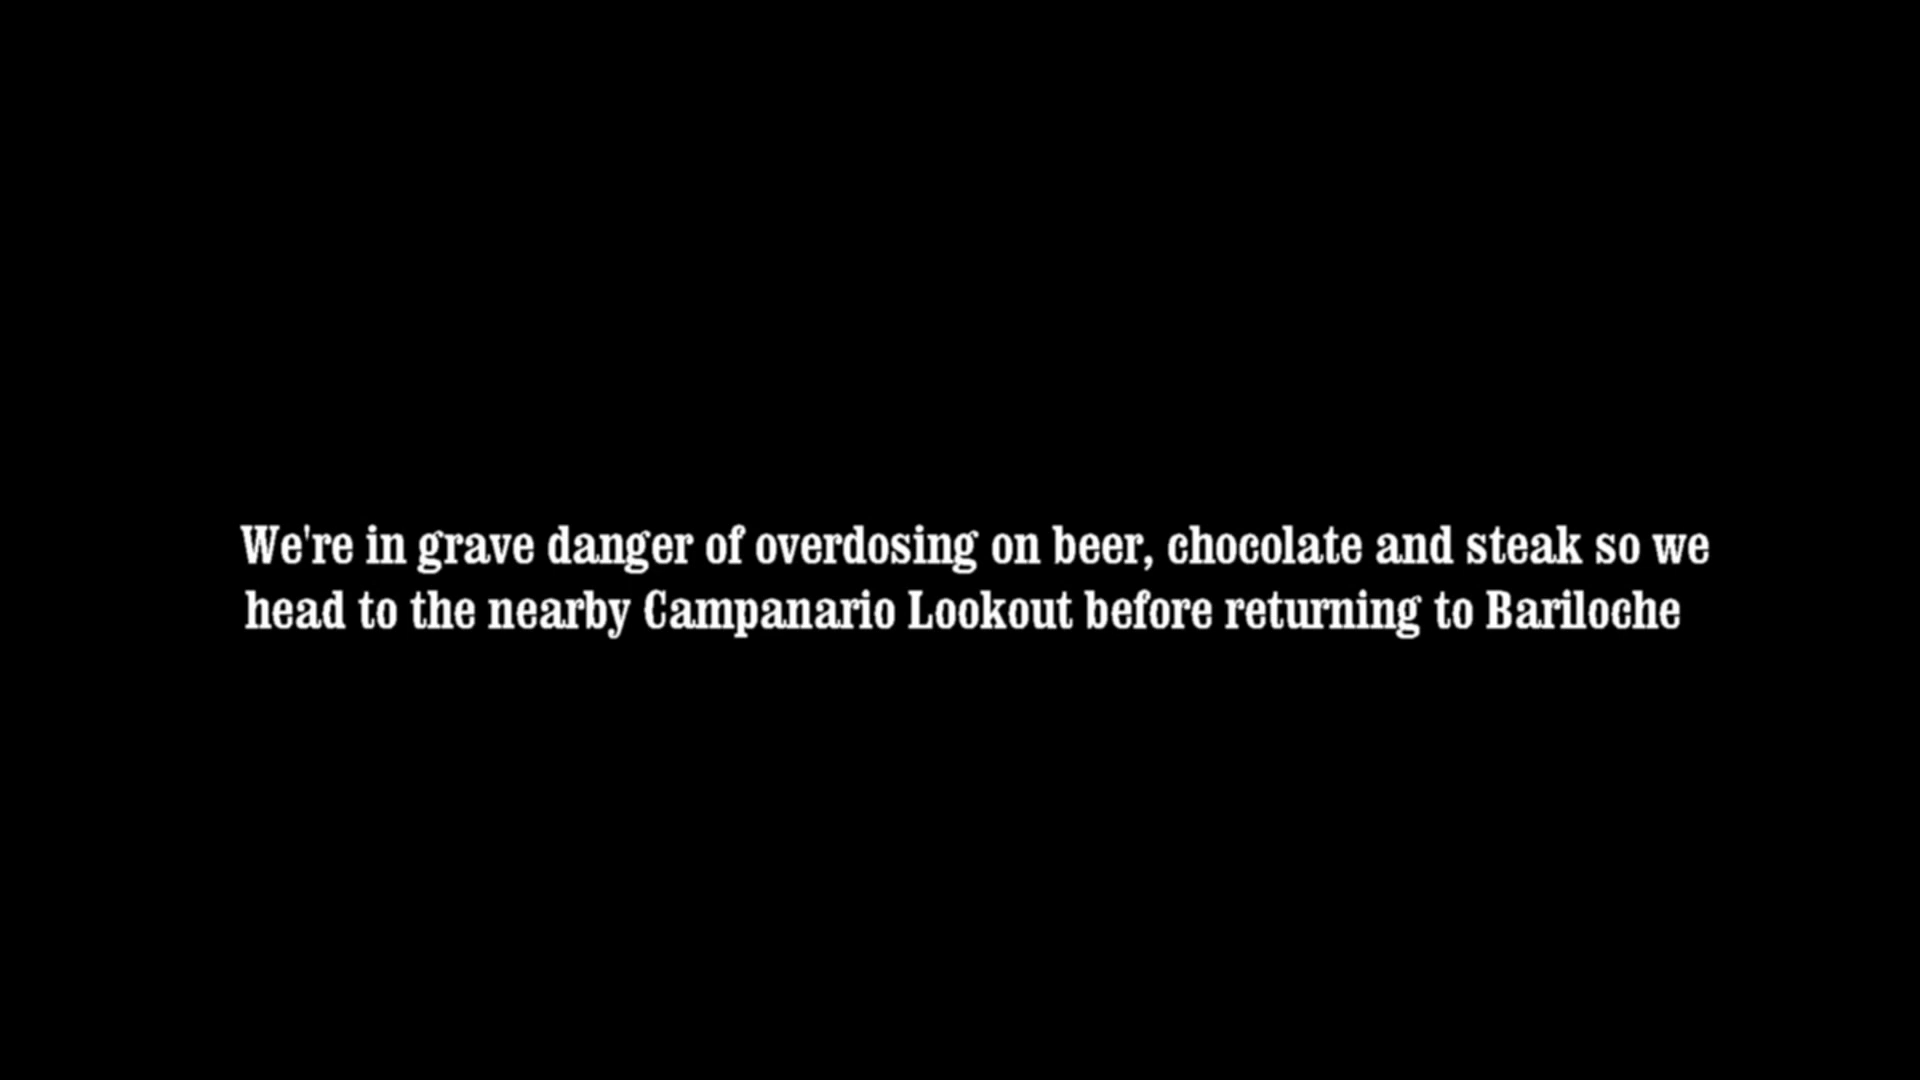 We're in grave danger of overdosing on beer, chocolate and steak so we
head to the nearby Campanario Lookout before returning to Bariloche